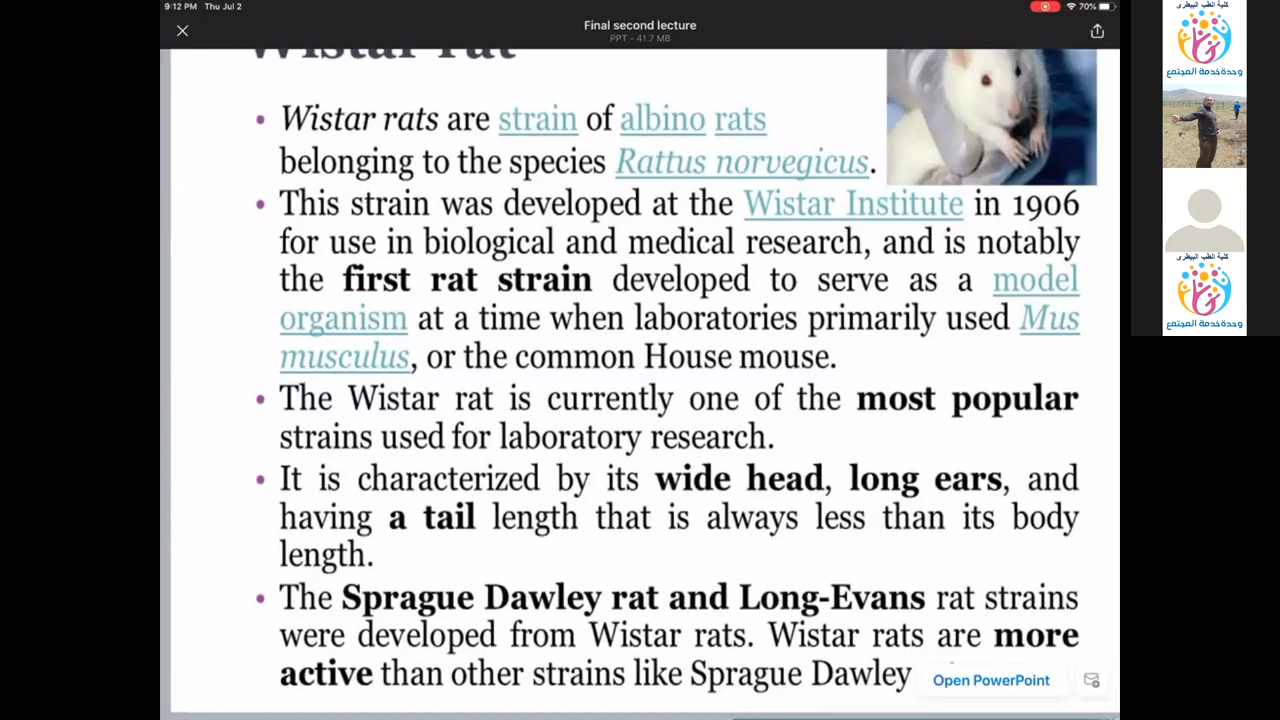 9:12 PM Thu Jul 2
70%
Final second lecture
PPT - 41.7 MB
Wistar rat
• Wistar rats are strain of albino rats
belonging to the species Rattus norvegicus.
• This strain was developed at the Wistar Institute in 1906
for use in biological and medical research, and is notably
the first rat strain developed to serve as a model
organism at a time when laboratories primarily used Mus
musculus, or the common House mouse.
• The Wistar rat is currently one of the most popular
strains used for laboratory research.
• It is characterized by its wide head, long ears, and
having a tail length that is always less than its body
length.
• The Sprague Dawley rat and Long-Evans rat strains
were developed from Wistar rats. Wistar rats are more
active than other strains like Sprague Dawley
Open PowerPoint
كلية الطب البيطرى
وحدة خدمة المجتمع
كلية الطب البيطرى
وحدة خدمة المجتمع